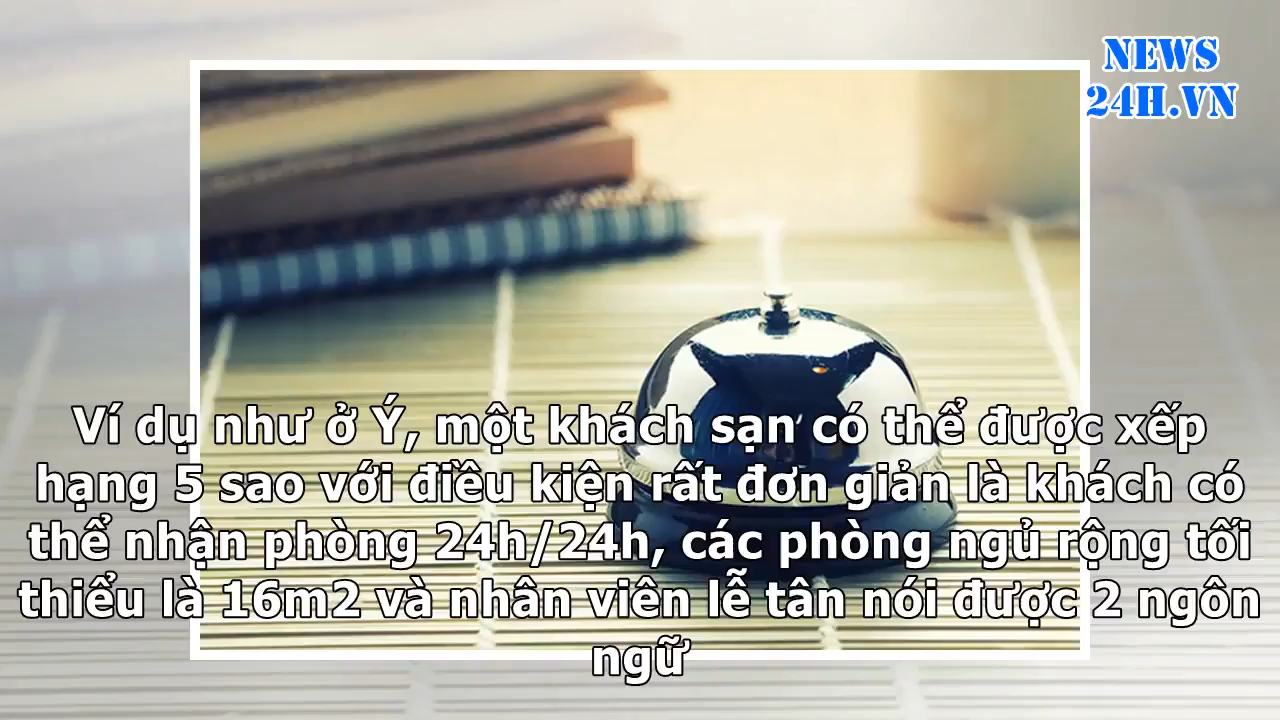 NEWS
24H.VN
Ví dụ như ở Ý, một khách sạn có thể được xếp
hạng 5 sao với điều kiện rất đơn giản là khách có
thể nhận phòng 24h/24h, các phòng ngủ rộng tối
thiểu là 16m2 và nhân viên lễ tân nói được 2 ngôn
ngữ